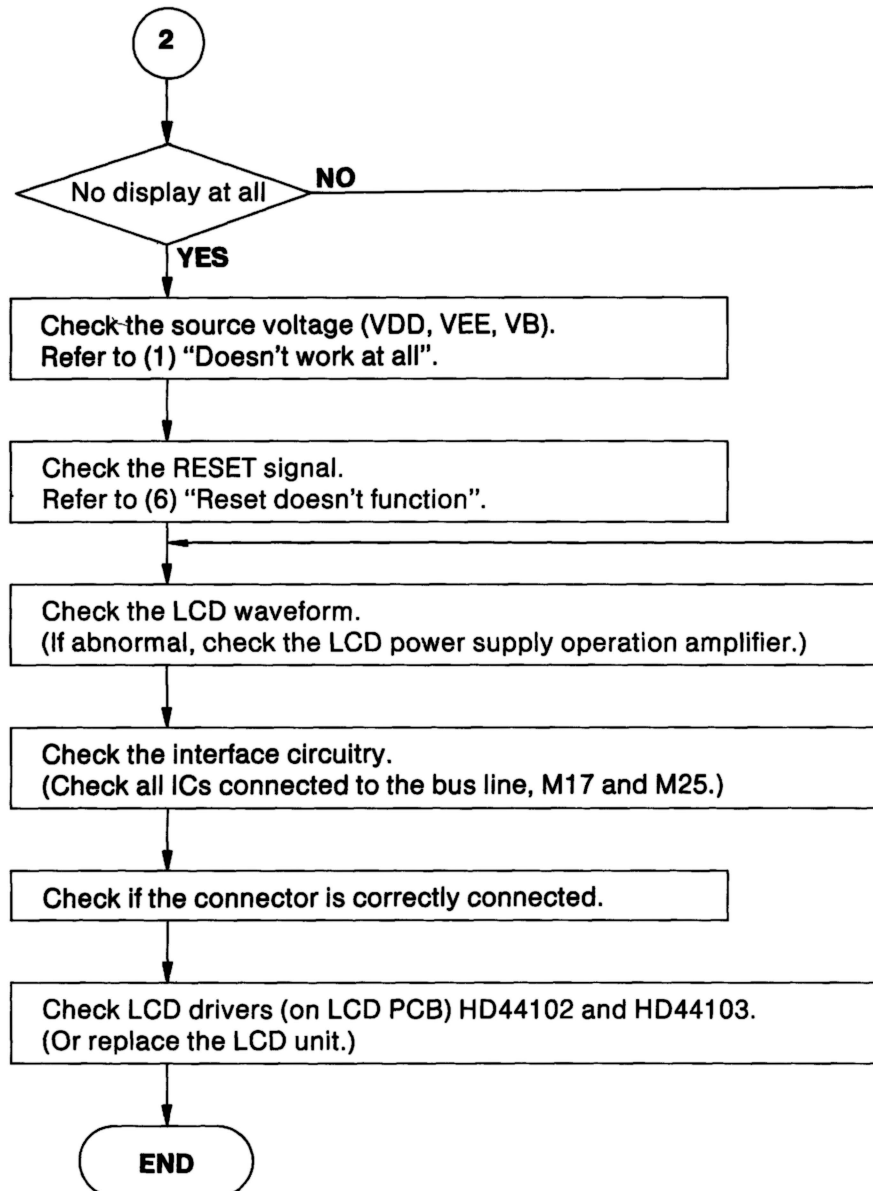 2
No display at all
NO
YES
Check the source voltage (VDD, VEE, VB).
Refer to (1) “Doesn’t work at all”.
Check the RESET signal.
Refer to (6) “Reset doesn’t function”.
Check the LCD waveform.
(If abnormal, check the LCD power supply operation amplifier.)
Check the interface circuitry.
(Check all ICs connected to the bus line, M17 and M25.)
Check if the connector is correctly connected.
Check LCD drivers (on LCD PCB) HD44102 and HD44103.
(Or replace the LCD unit.)
END